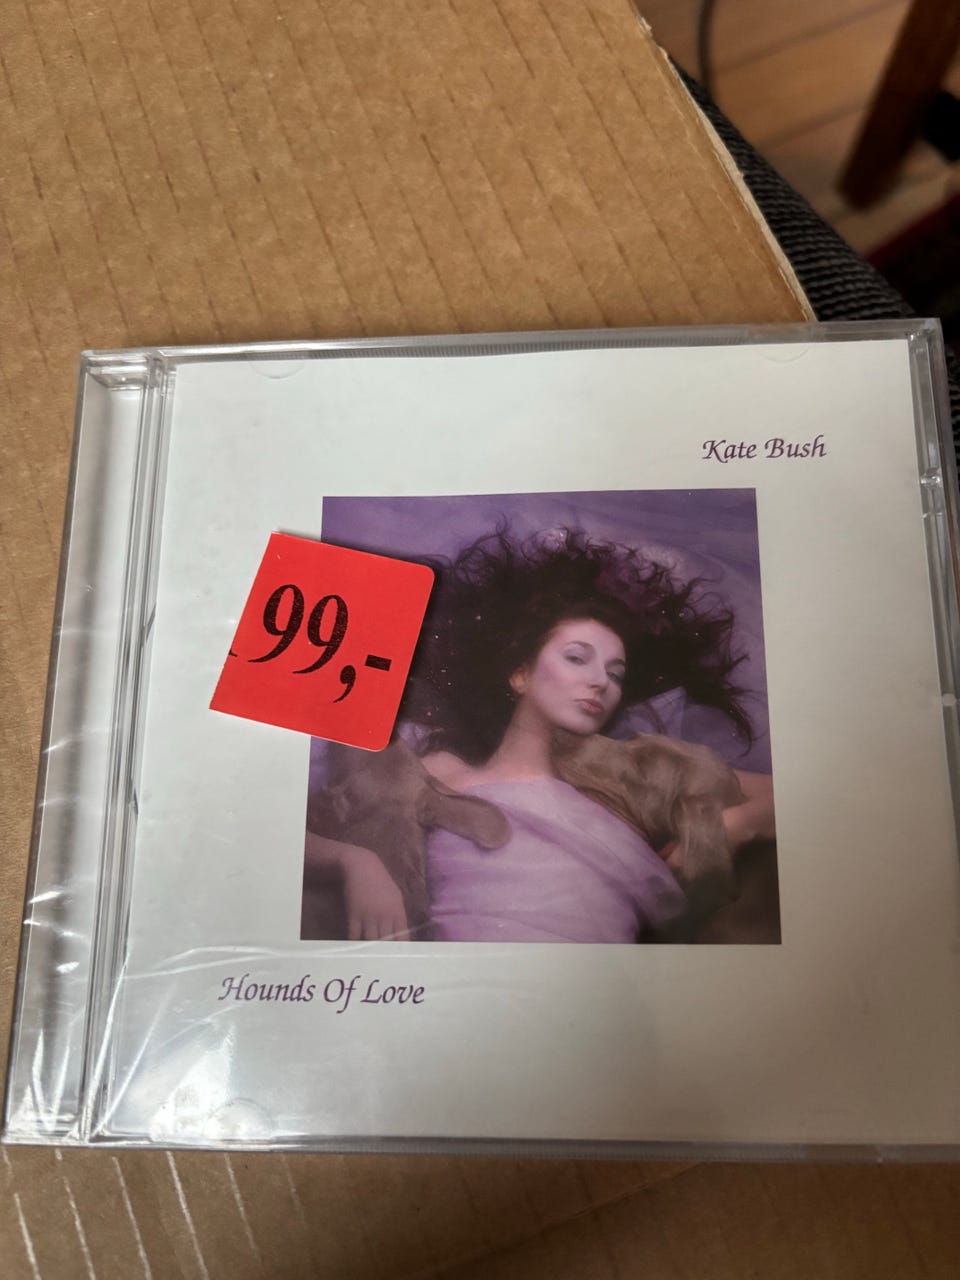 Kate Bush
99,-
Hounds Of Love